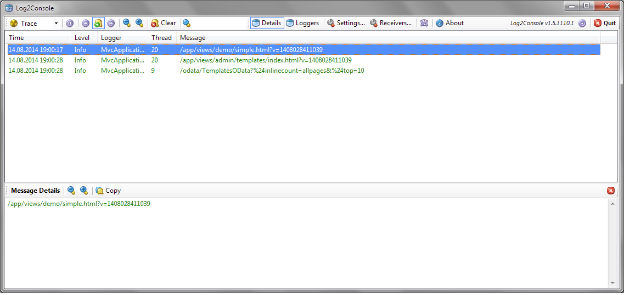 Log2Console
Trace Clear Details Loggers Settings... Receivers... About Log2Console v1.5.1110.1 Quit
Time Level Logger Thread Message
14.08.2014 19:00:17 Info MvcApplicati... 20 /app/views/demo/simple.html?v=1408028411039
14.08.2014 19:00:28 Info MvcApplicati... 20 /app/views/admin/templates/index.html?v=1408028411039
14.08.2014 19:00:28 Info MvcApplicati... 9 /odata/TemplatesOData?%24inlinecount=allpages&%24top=10
Message Details Copy
/app/views/demo/simple.html?v=1408028411039